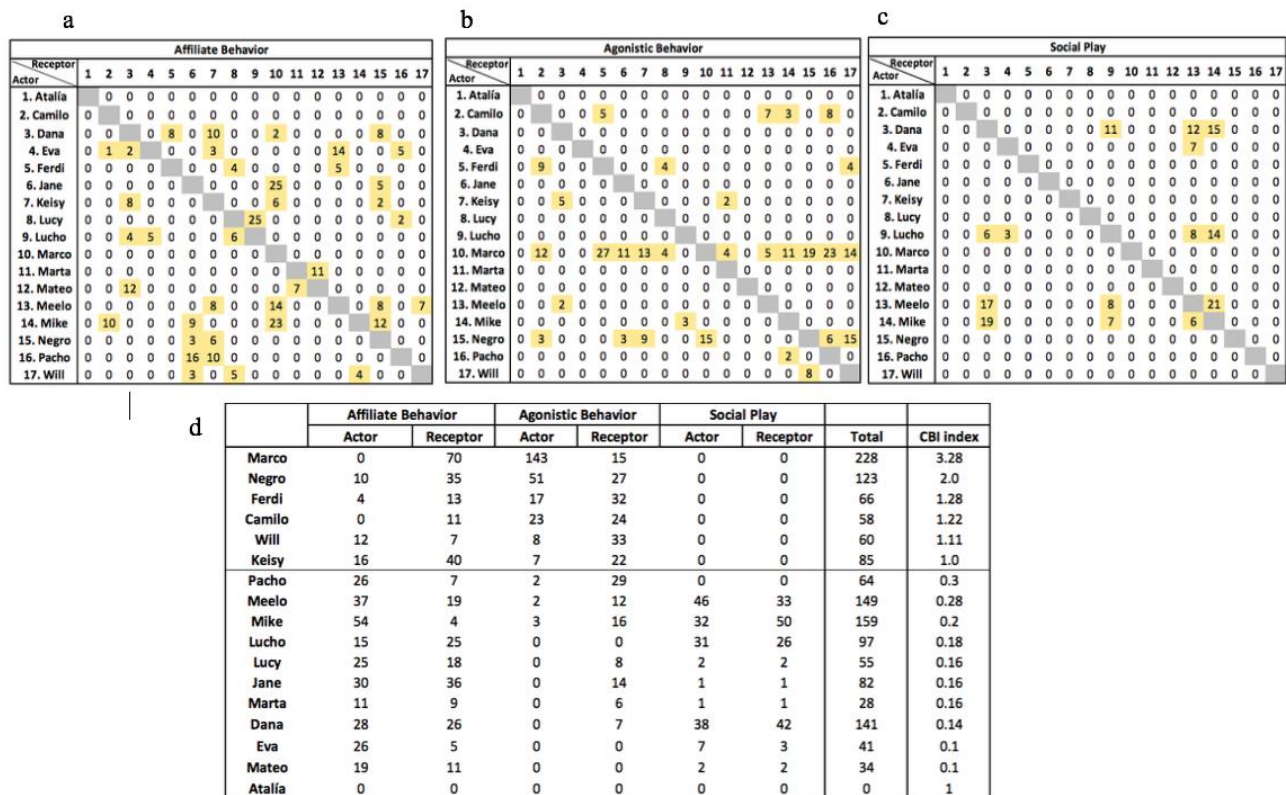 a
Affiliate Behavior
Receptor 1 2 3 4 5 6 7 8 9 10 11 12 13 14 15 16 17
Actor
1. Atalía 0 0 0 0 0 0 0 0 0 0 0 0 0 0 0 0
2. Camilo 0 0 0 0 0 0 0 0 0 0 0 0 0 0 0 0
3. Dana 0 0 0 8 0 10 0 0 2 0 0 0 0 8 0 0
4. Eva 0 1 2 0 0 3 0 0 0 0 0 14 0 0 5 0
5. Ferdi 0 0 0 0 0 0 4 0 0 0 0 5 0 0 0 0
6. Jane 0 0 0 0 0 0 0 0 25 0 0 0 0 5 0 0
7. Keisy 0 0 8 0 0 0 0 0 6 0 0 0 0 2 0 0
8. Lucy 0 0 0 0 0 0 0 25 0 0 0 0 0 0 2 0
9. Lucho 0 0 4 5 0 0 0 6 0 0 0 0 0 0 0 0
10. Marco 0 0 0 0 0 0 0 0 0 0 0 0 0 0 0 0
11. Marta 0 0 0 0 0 0 0 0 0 0 11 0 0 0 0 0
12. Mateo 0 0 12 0 0 0 0 0 0 0 7 0 0 0 0 0
13. Meelo 0 0 0 0 0 0 8 0 0 14 0 0 0 8 0 7
14. Mike 0 10 0 0 0 9 0 0 0 23 0 0 0 12 0 0
15. Negro 0 0 0 0 0 3 6 0 0 0 0 0 0 0 0 0
16. Pacho 0 0 0 0 0 16 10 0 0 0 0 0 0 0 0 0
17. Will 0 0 0 0 0 3 0 5 0 0 0 0 0 4 0 0
b
Agonistic Behavior
Receptor 1 2 3 4 5 6 7 8 9 10 11 12 13 14 15 16 17
Actor
1. Atalía 0 0 0 0 0 0 0 0 0 0 0 0 0 0 0 0
2. Camilo 0 0 0 5 0 0 0 0 0 0 0 7 3 0 8 0
3. Dana 0 0 0 0 0 0 0 0 0 0 0 0 0 0 0 0
4. Eva 0 0 0 0 0 0 0 0 0 0 0 0 0 0 0 0
5. Ferdi 0 9 0 0 0 0 4 0 0 0 0 0 0 0 0 4
6. Jane 0 0 0 0 0 0 0 0 0 0 0 0 0 0 0 0
7. Keisy 0 0 5 0 0 0 0 0 0 2 0 0 0 0 0 0
8. Lucy 0 0 0 0 0 0 0 0 0 0 0 0 0 0 0 0
9. Lucho 0 0 0 0 0 0 0 0 0 0 0 0 0 0 0 0
10. Marco 0 12 0 0 27 11 13 4 0 4 0 5 11 19 23 14
11. Marta 0 0 0 0 0 0 0 0 0 0 0 0 0 0 0 0
12. Mateo 0 0 0 0 0 0 0 0 0 0 0 0 0 0 0 0
13. Meelo 0 0 2 0 0 0 0 0 0 0 0 0 0 0 0 0
14. Mike 0 0 0 0 0 0 0 0 3 0 0 0 0 0 0 0
15. Negro 0 3 0 0 0 3 9 0 0 15 0 0 0 0 6 15
16. Pacho 0 0 0 0 0 0 0 0 0 0 0 0 0 2 0 0
17. Will 0 0 0 0 0 0 0 0 0 0 0 0 0 0 8 0
c
Social Play
Receptor 1 2 3 4 5 6 7 8 9 10 11 12 13 14 15 16 17
Actor
1. Atalía 0 0 0 0 0 0 0 0 0 0 0 0 0 0 0 0
2. Camilo 0 0 0 0 0 0 0 0 0 0 0 0 0 0 0 0
3. Dana 0 0 0 0 0 0 0 11 0 0 0 12 15 0 0 0
4. Eva 0 0 0 0 0 0 0 0 0 0 0 7 0 0 0 0
5. Ferdi 0 0 0 0 0 0 0 0 0 0 0 0 0 0 0 0
6. Jane 0 0 0 0 0 0 0 0 0 0 0 0 0 0 0 0
7. Keisy 0 0 0 0 0 0 0 0 0 0 0 0 0 0 0 0
8. Lucy 0 0 0 0 0 0 0 0 0 0 0 0 0 0 0 0
9. Lucho 0 0 6 3 0 0 0 0 0 0 0 8 14 0 0 0
10. Marco 0 0 0 0 0 0 0 0 0 0 0 0 0 0 0 0
11. Marta 0 0 0 0 0 0 0 0 0 0 0 0 0 0 0 0
12. Mateo 0 0 0 0 0 0 0 0 0 0 0 0 0 0 0 0
13. Meelo 0 0 17 0 0 0 0 0 8 0 0 0 21 0 0 0
14. Mike 0 0 19 0 0 0 0 0 7 0 0 0 6 0 0 0
15. Negro 0 0 0 0 0 0 0 0 0 0 0 0 0 0 0 0
16. Pacho 0 0 0 0 0 0 0 0 0 0 0 0 0 0 0 0
17. Will 0 0 0 0 0 0 0 0 0 0 0 0 0 0 0 0
d
Affiliate Behavior Agonistic Behavior Social Play
Actor Receptor Actor Receptor Actor Receptor Total CBI index
Marco 0 70 143 15 0 0 228 3.28
Negro 10 35 51 27 0 0 123 2.0
Ferdi 4 13 17 32 0 0 66 1.28
Camilo 0 11 23 24 0 0 58 1.22
Will 12 7 8 33 0 0 60 1.11
Keisy 16 40 7 22 0 0 85 1.0
Pacho 26 7 2 29 0 0 64 0.3
Meelo 37 19 2 12 46 33 149 0.28
Mike 54 4 3 16 32 50 159 0.2
Lucho 15 25 0 0 31 26 97 0.18
Lucy 25 18 0 8 2 2 55 0.16
Jane 30 36 0 14 1 1 82 0.16
Marta 11 9 0 6 1 1 28 0.16
Dana 28 26 0 7 38 42 141 0.14
Eva 26 5 0 0 7 3 41 0.1
Mateo 19 11 0 0 2 2 34 0.1
Atalía 0 0 0 0 0 0 0 1